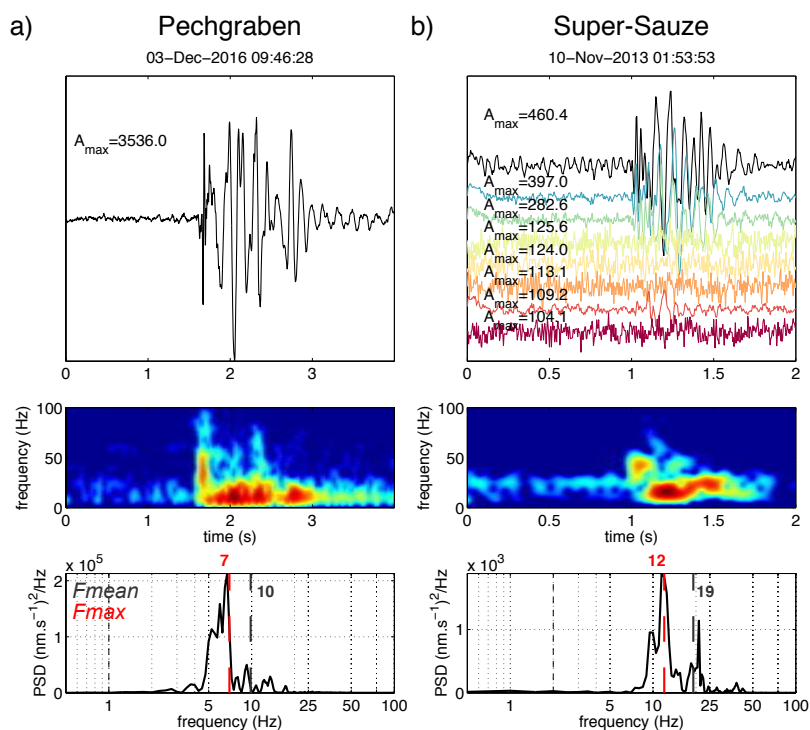 a) Pechgraben
03-Dec-2016 09:46:28
A_max=3536.0
0 1 2 3
100
50
0
frequency (Hz)
0 1 2 3
time (s)
x 10^5
7
10
Fmean
Fmax
2
1
0
PSD (nm.s^-1)^2/Hz
1 5 10 25 50 100
frequency (Hz)
b) Super-Sauze
10-Nov-2013 01:53:53
A_max=460.4
A_max=397.0
A_max=282.6
A_max=125.6
A_max=124.0
A_max=113.1
A_max=109.2
A_max=104.1
0 0.5 1 1.5 2
100
50
0
frequency (Hz)
0 0.5 1 1.5 2
time (s)
x 10^3
12
19
1
0
PSD (nm.s^-1)^2/Hz
1 5 10 25 50 100
frequency (Hz)